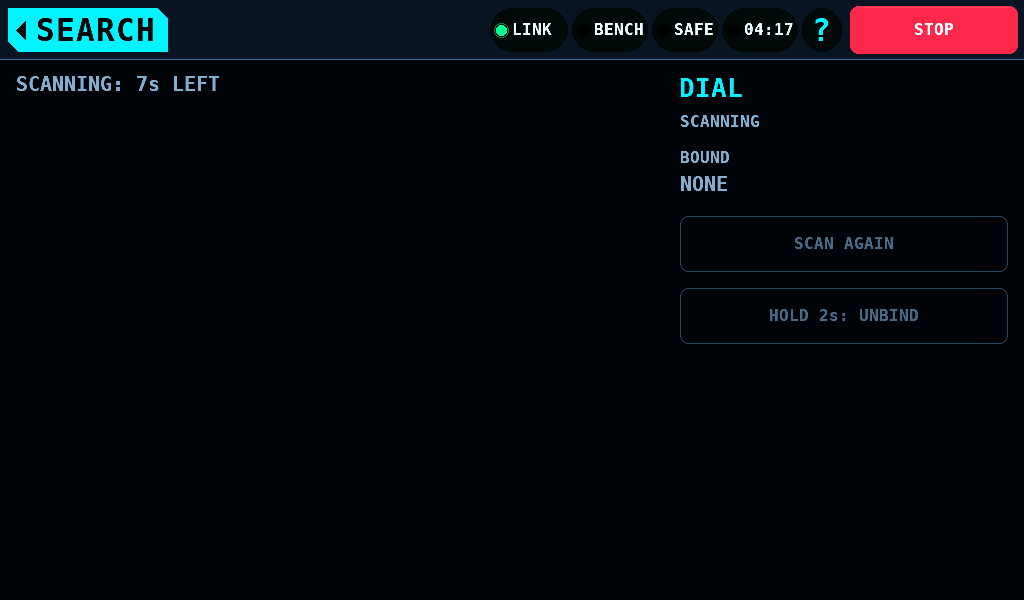 SEARCH
LINK
BENCH
SAFE
04:17
?
STOP
SCANNING: 7s LEFT
DIAL
SCANNING
BOUND
NONE
SCAN AGAIN
HOLD 2s: UNBIND